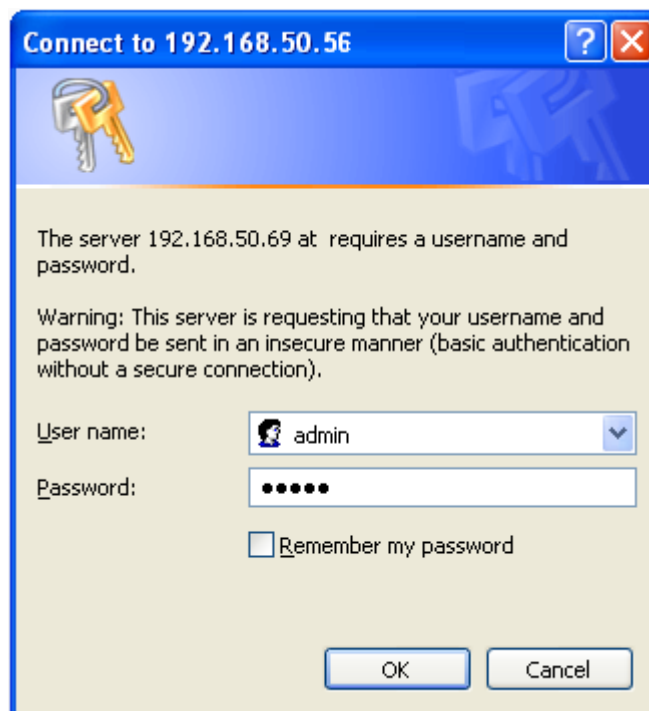 Connect to 192.168.50.56
The server 192.168.50.69 at  requires a username and
password.
Warning: This server is requesting that your username and
password be sent in an insecure manner (basic authentication
without a secure connection).
User name:
admin
Password:
●●●●●
Remember my password
OK
Cancel